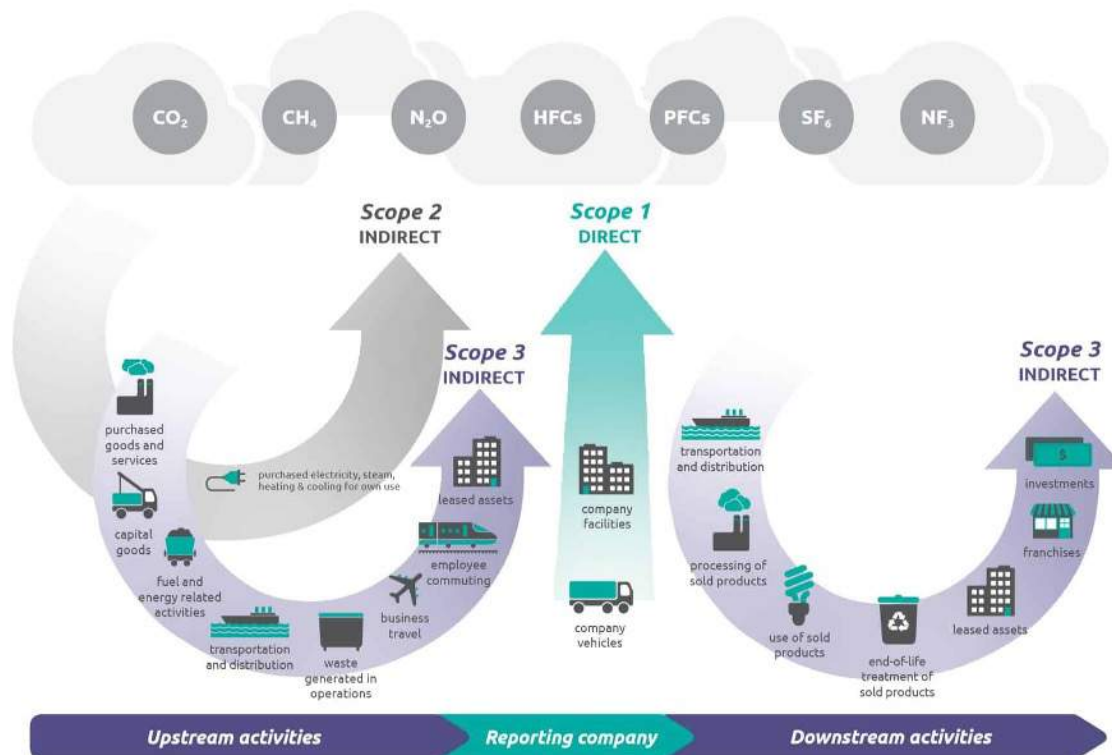 CO₂
CH₄
N₂O
HFCs
PFCs
SF₆
NF₃
Scope 2
INDIRECT
Scope 1
DIRECT
Scope 3
INDIRECT
Scope 3
INDIRECT
purchased
goods and
services
capital
goods
fuel and
energy related
activities
transportation
and distribution
waste
generated in
operations
business
travel
employee
commuting
leased assets
purchased electricity, steam,
heating & cooling for own use
company
facilities
company
vehicles
transportation
and distribution
processing of
sold products
use of sold
products
end-of-life
treatment of
sold products
leased assets
franchises
$
investments
Upstream activities
Reporting company
Downstream activities